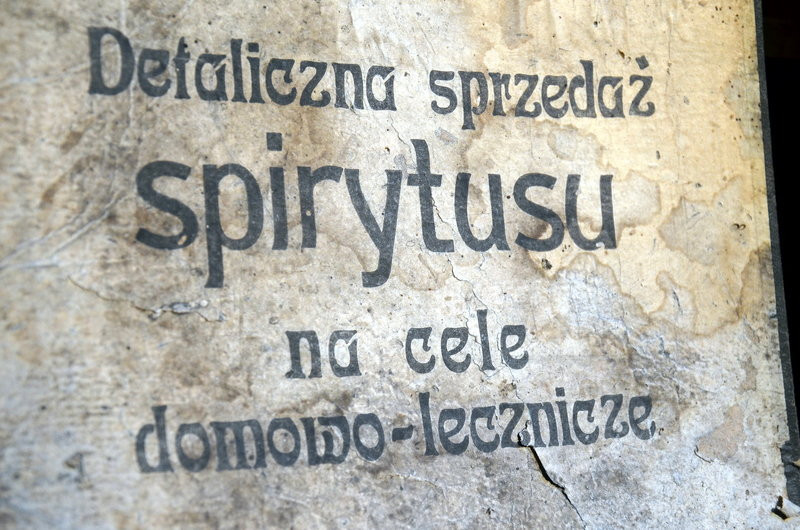 Detaliczna sprzedaż
spirytusu
na cele
domowo-lecznicze